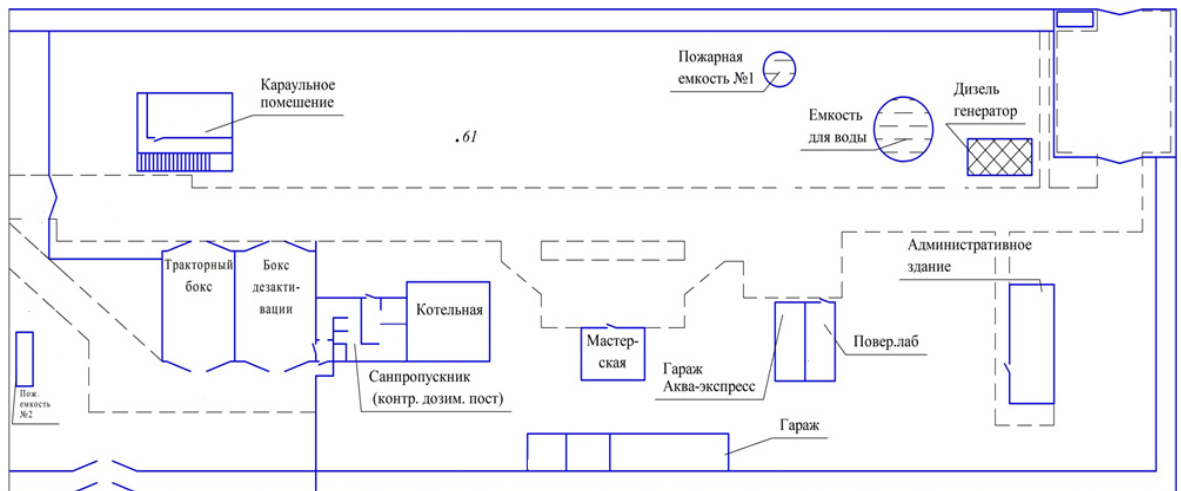 Пожарная
емкость №1
Караульное
помешение
Дизель
генератор
Емкость
для воды
.61
Административное
здание
Тракторный
бокс
Бокс
дезакти-
вации
Котельная
Мастер-
ская
Повер.лаб
Гараж
Аква-экспресс
Санпропускник
(контр. дозим. пост)
Пож.
емкость
№2
Гараж